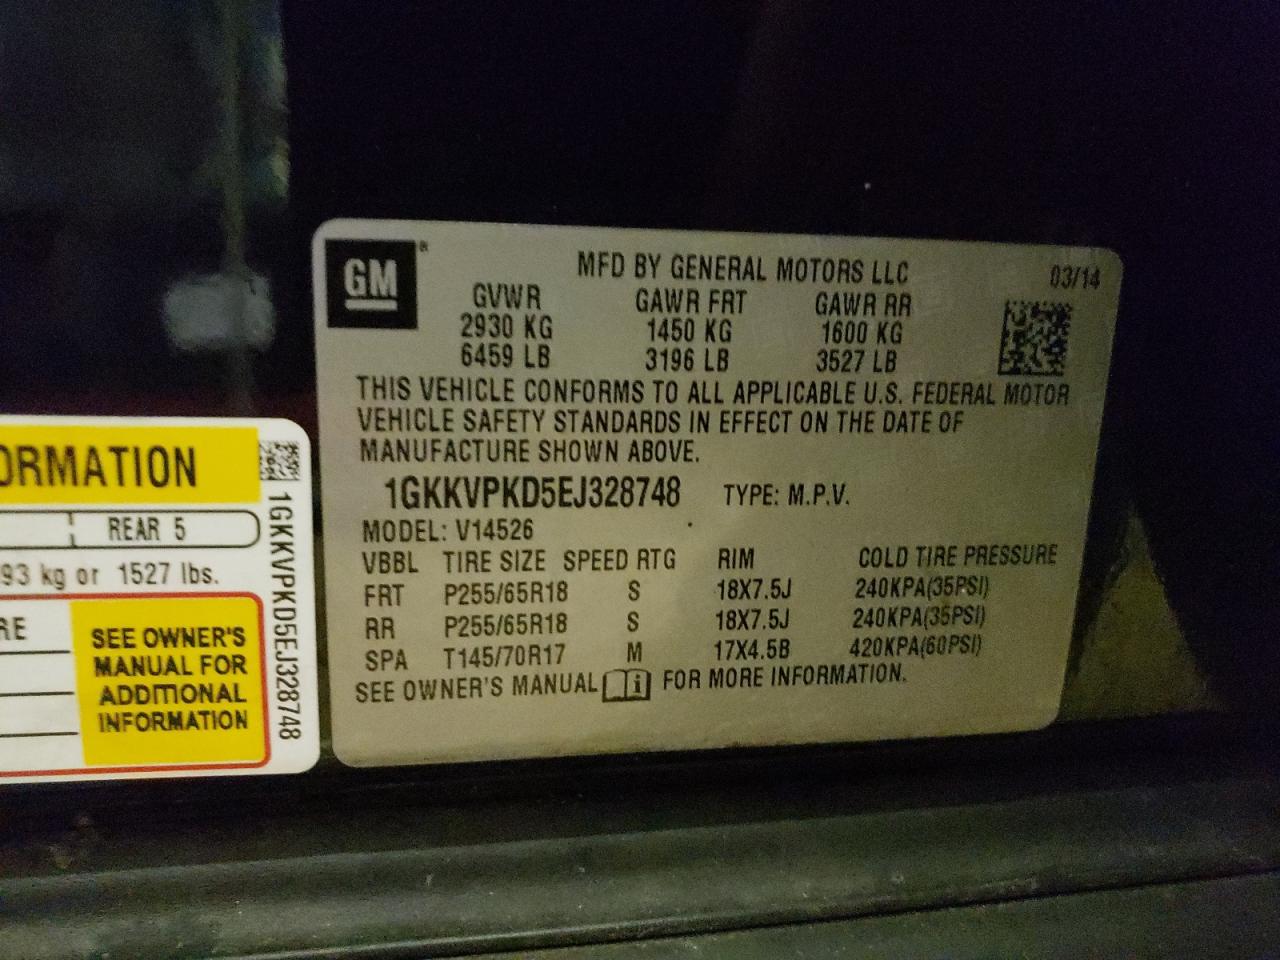 GM®
MFD BY GENERAL MOTORS LLC 03/14
GVWR GAWR FRT GAWR RR
2930 KG 1450 KG 1600 KG
6459 LB 3196 LB 3527 LB
THIS VEHICLE CONFORMS TO ALL APPLICABLE U.S. FEDERAL MOTOR
VEHICLE SAFETY STANDARDS IN EFFECT ON THE DATE OF
MANUFACTURE SHOWN ABOVE.
1GKKVPKD5EJ328748 TYPE: M.P.V.
MODEL: V14526
VBBL TIRE SIZE SPEED RTG RIM COLD TIRE PRESSURE
FRT P255/65R18 S 18X7.5J 240KPA(35PSI)
RR P255/65R18 S 18X7.5J 240KPA(35PSI)
SPA T145/70R17 M 17X4.5B 420KPA(60PSI)
SEE OWNER'S MANUAL i FOR MORE INFORMATION.
ORMATION
REAR 5
93 kg or 1527 lbs.
RE
SEE OWNER'S
MANUAL FOR
ADDITIONAL
INFORMATION
1GKKVPKD5EJ328748